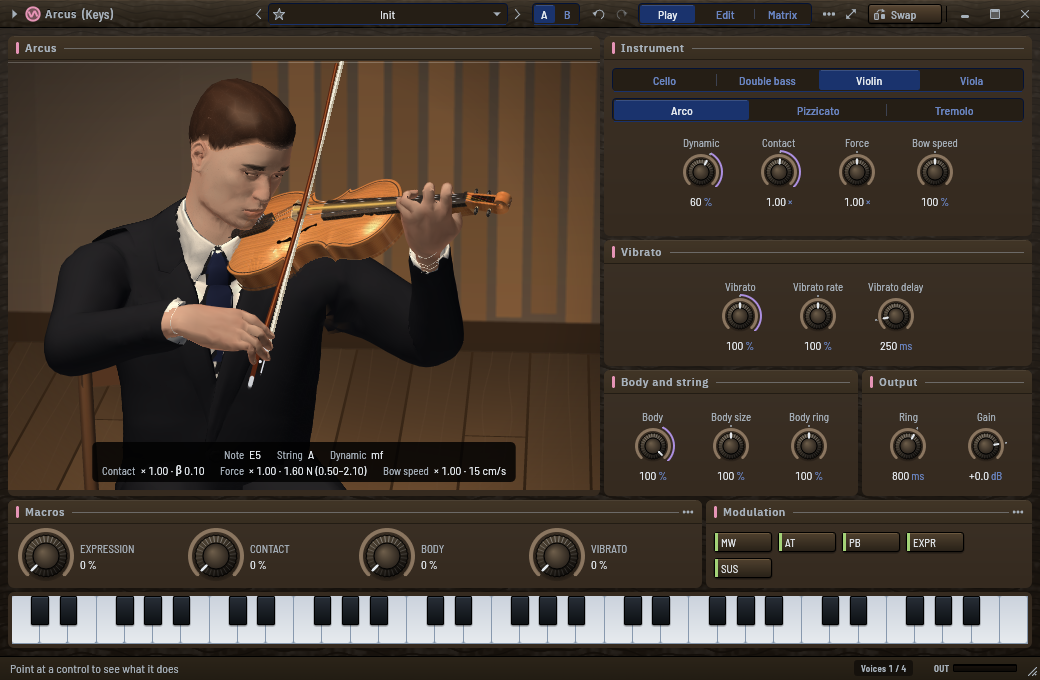 Arcus (Keys)
Init
A B
Play Edit Matrix
Swap
Arcus
Note E5 String A Dynamic mf
Contact × 1.00 · β 0.10 Force × 1.00 · 1.60 N (0.50–2.10) Bow speed × 1.00 · 15 cm/s
Instrument
Cello Double bass Violin Viola
Arco Pizzicato Tremolo
Dynamic Contact Force Bow speed
60 % 1.00 × 1.00 × 100 %
Vibrato
Vibrato Vibrato rate Vibrato delay
100 % 100 % 250 ms
Body and string
Body Body size Body ring
100 % 100 % 100 %
Output
Ring Gain
800 ms +0.0 dB
Macros
EXPRESSION
0 %
CONTACT
0 %
BODY
0 %
VIBRATO
0 %
Modulation
MW AT PB EXPR
SUS
Point at a control to see what it does
Voices 1 / 4 OUT